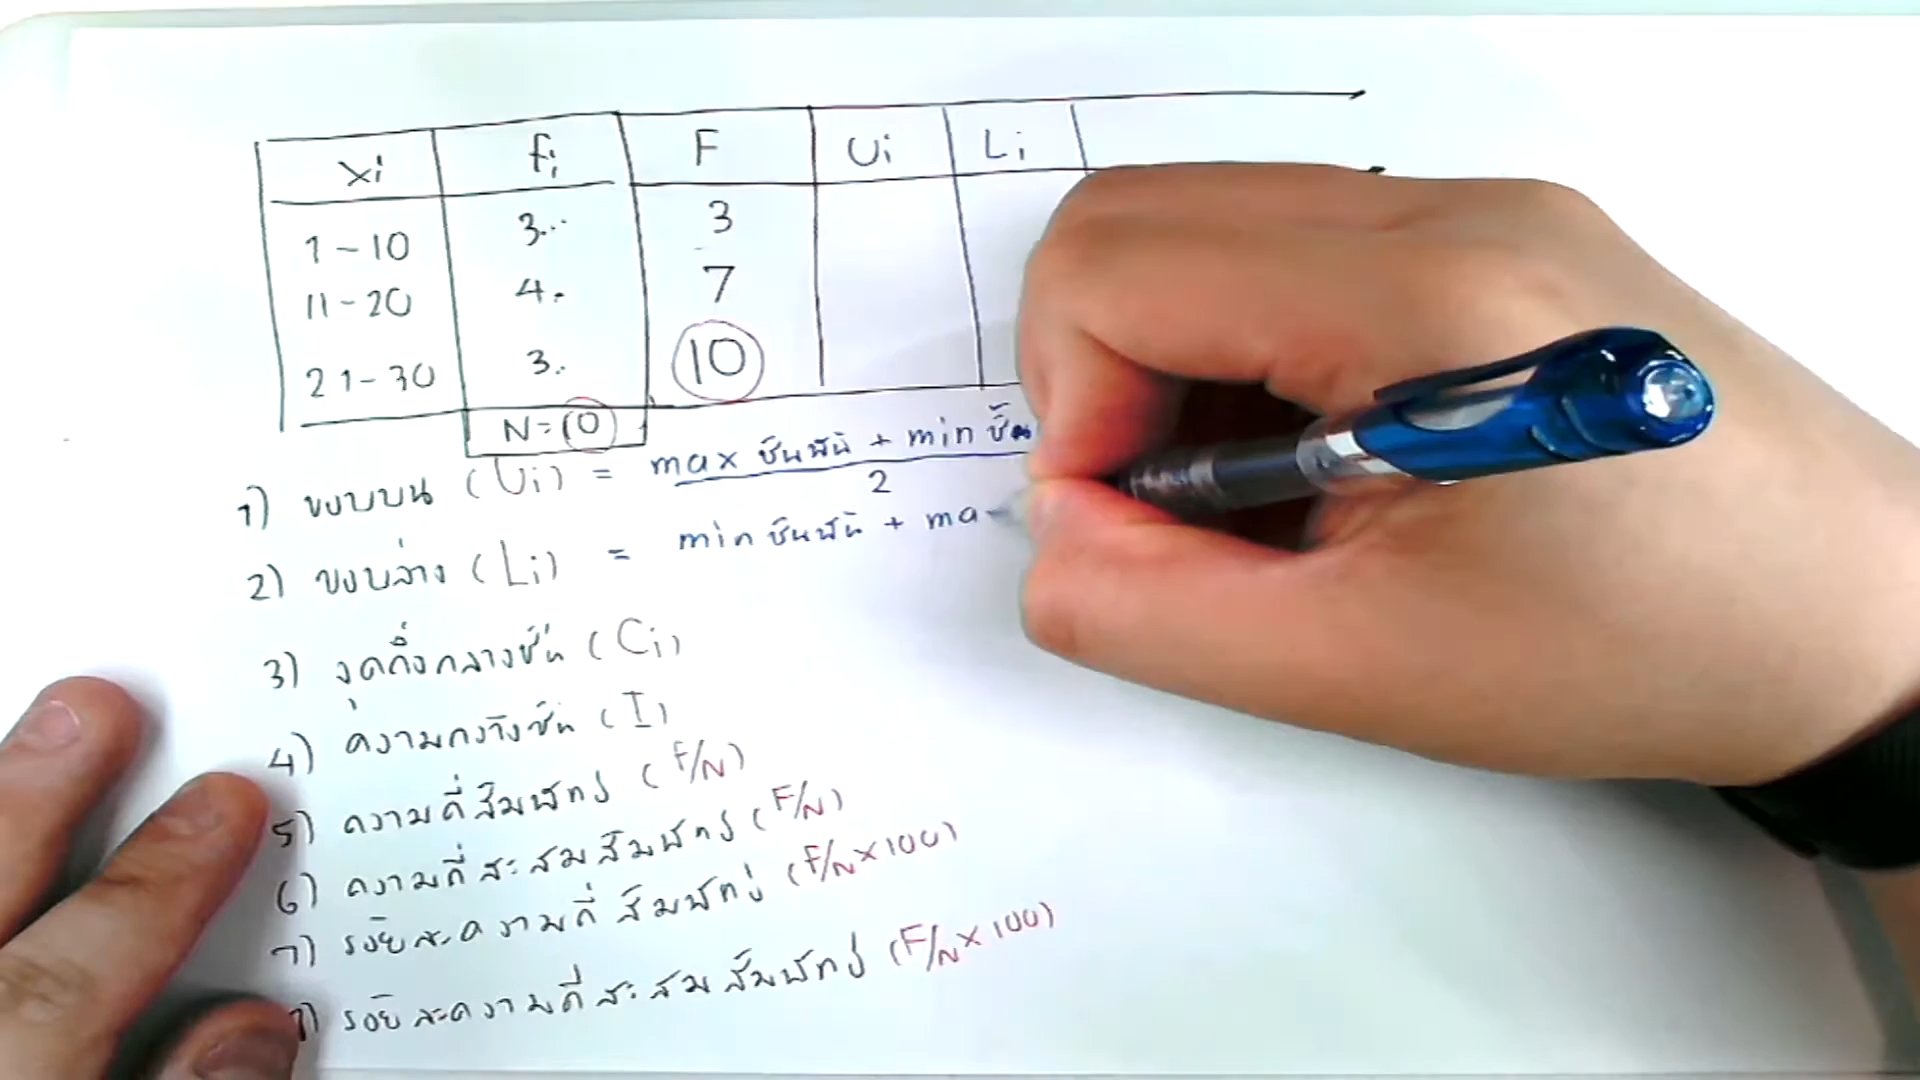 xi fi F Ui Li
1-10 3 3
11-20 4 7
21-30 3 10
N=10
1) ขอบบน (Ui) = max ชั้นนั้น + min ชั้น
2
2) ขอบล่าง (Li) = min ชั้นนั้น + ma
3) จุดกึ่งกลางชั้น (Ci)
4) ความกว้างชั้น (I)
5) ความถี่สัมพัทธ์ (f/N)
6) ความถี่สะสมสัมพัทธ์ (F/N)
7) ร้อยละความถี่สัมพัทธ์ (f/N×100)
8) ร้อยละความถี่สะสมสัมพัทธ์ (F/N×100)